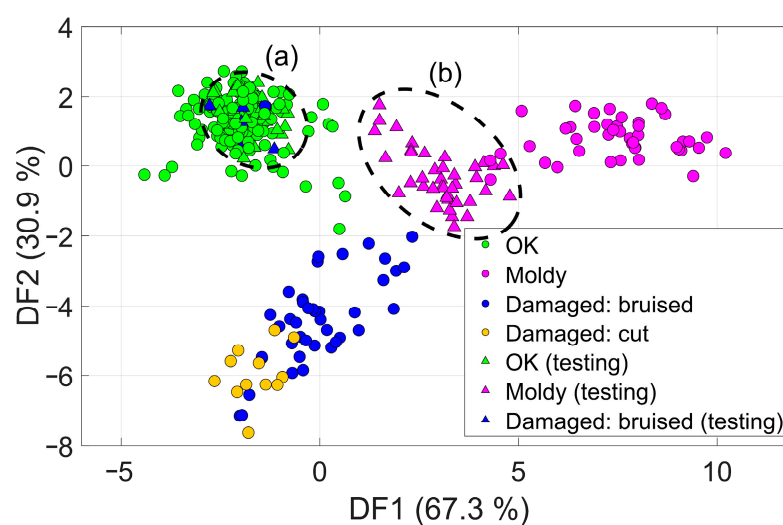 4
(a)
(b)
2
0
DF2 (30.9 %)
-2
OK
Moldy
-4
Damaged: bruised
Damaged: cut
-6
OK (testing)
Moldy (testing)
Damaged: bruised (testing)
-8
-5 0 5 10
DF1 (67.3 %)